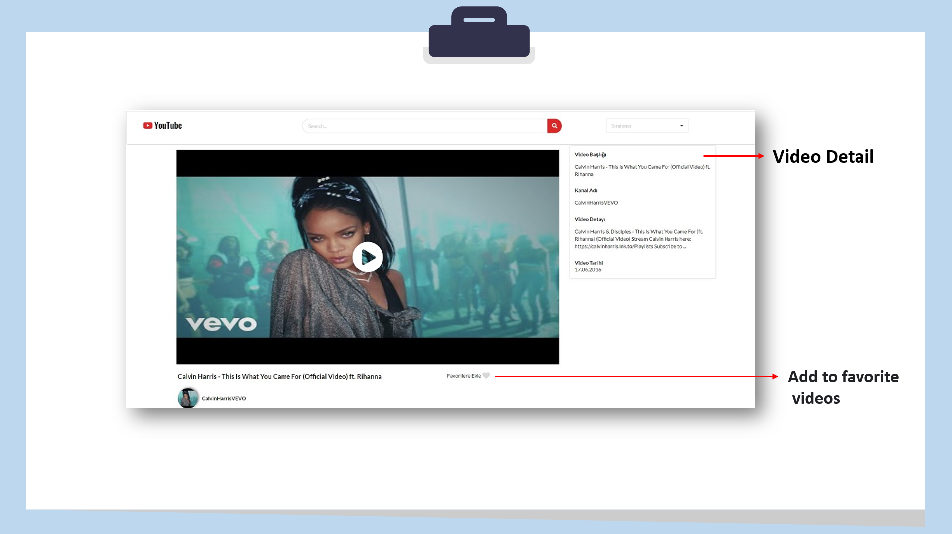 YouTube
Search...
Video Başlığı
Calvin Harris - This Is What You Came For (Official Video) ft.
Rihanna
Kanal Adı
CalvinHarrisVEVO
Video Detayı
Calvin Harris & Disciples - This Is What You Came For (ft.
Rihanna) (Official Video) Stream Calvin Harris here:
https://calvinharris.lnk.to/Playlists Subscribe to ...
Video Tarihi
17.06.2016
Video Detail
vevo
Calvin Harris - This Is What You Came For (Official Video) ft. Rihanna
Favorilere Ekle
Add to favorite
videos
CalvinHarrisVEVO